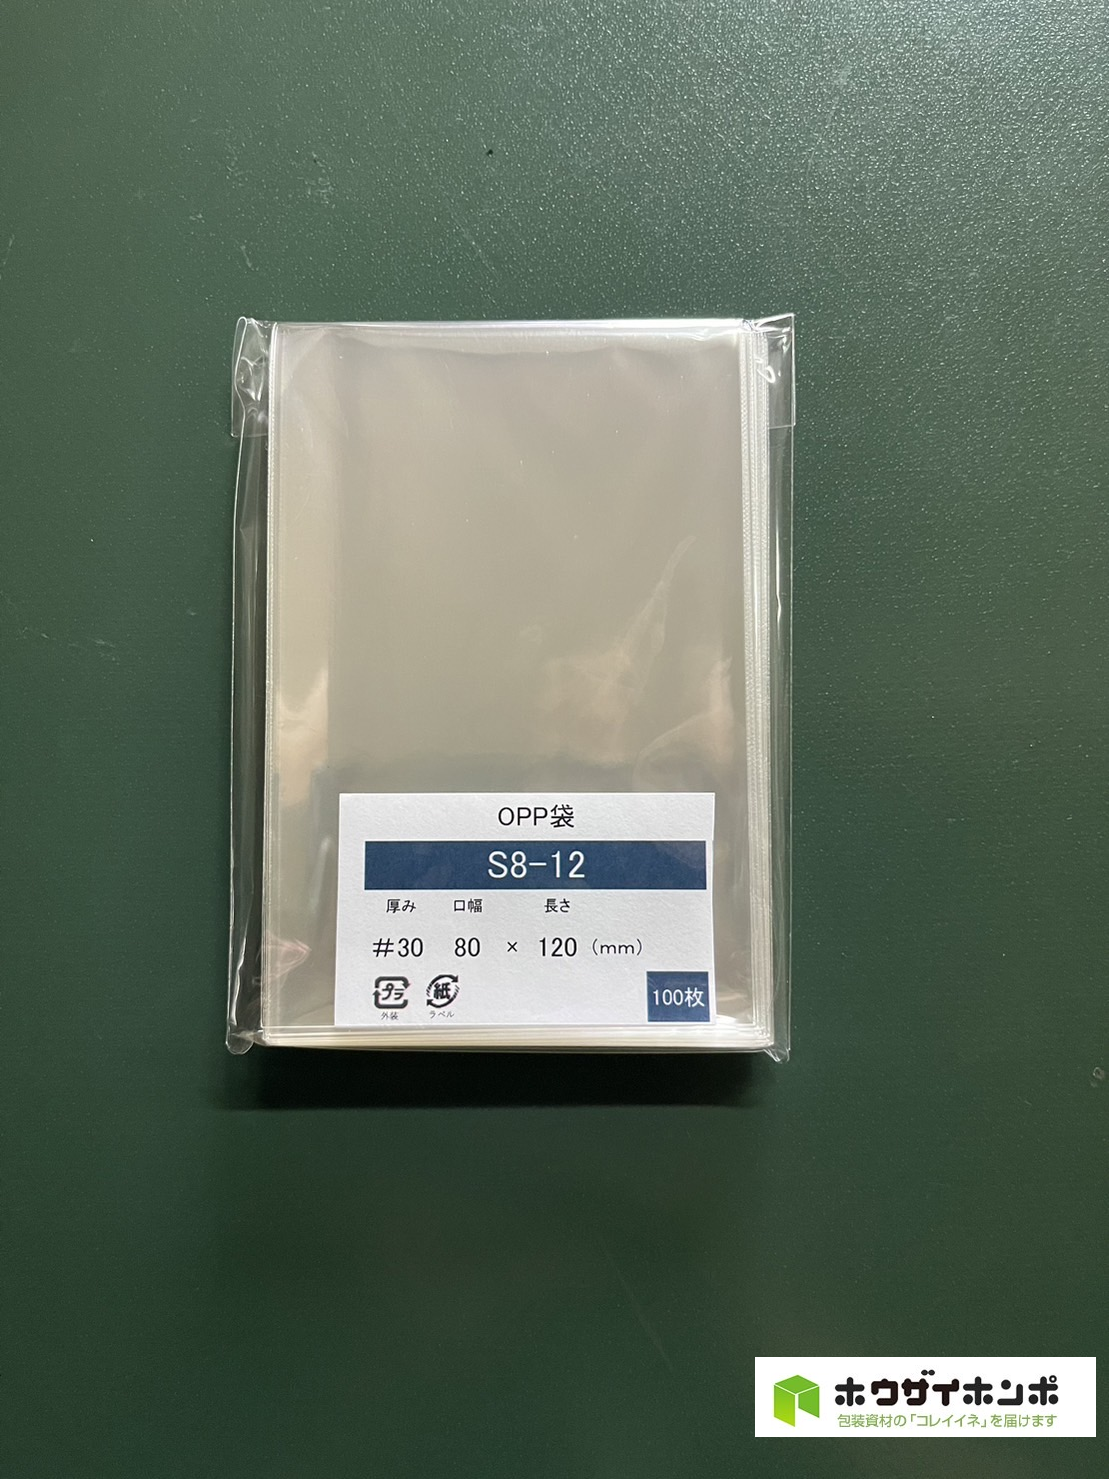 OPP袋
S8-12
厚み 口幅 長さ
#30 80 × 120 (mm)
プラ 紙
外装 ラベル
100枚
ホウザイホンポ
包装資材の「コレイイネ」を届けます